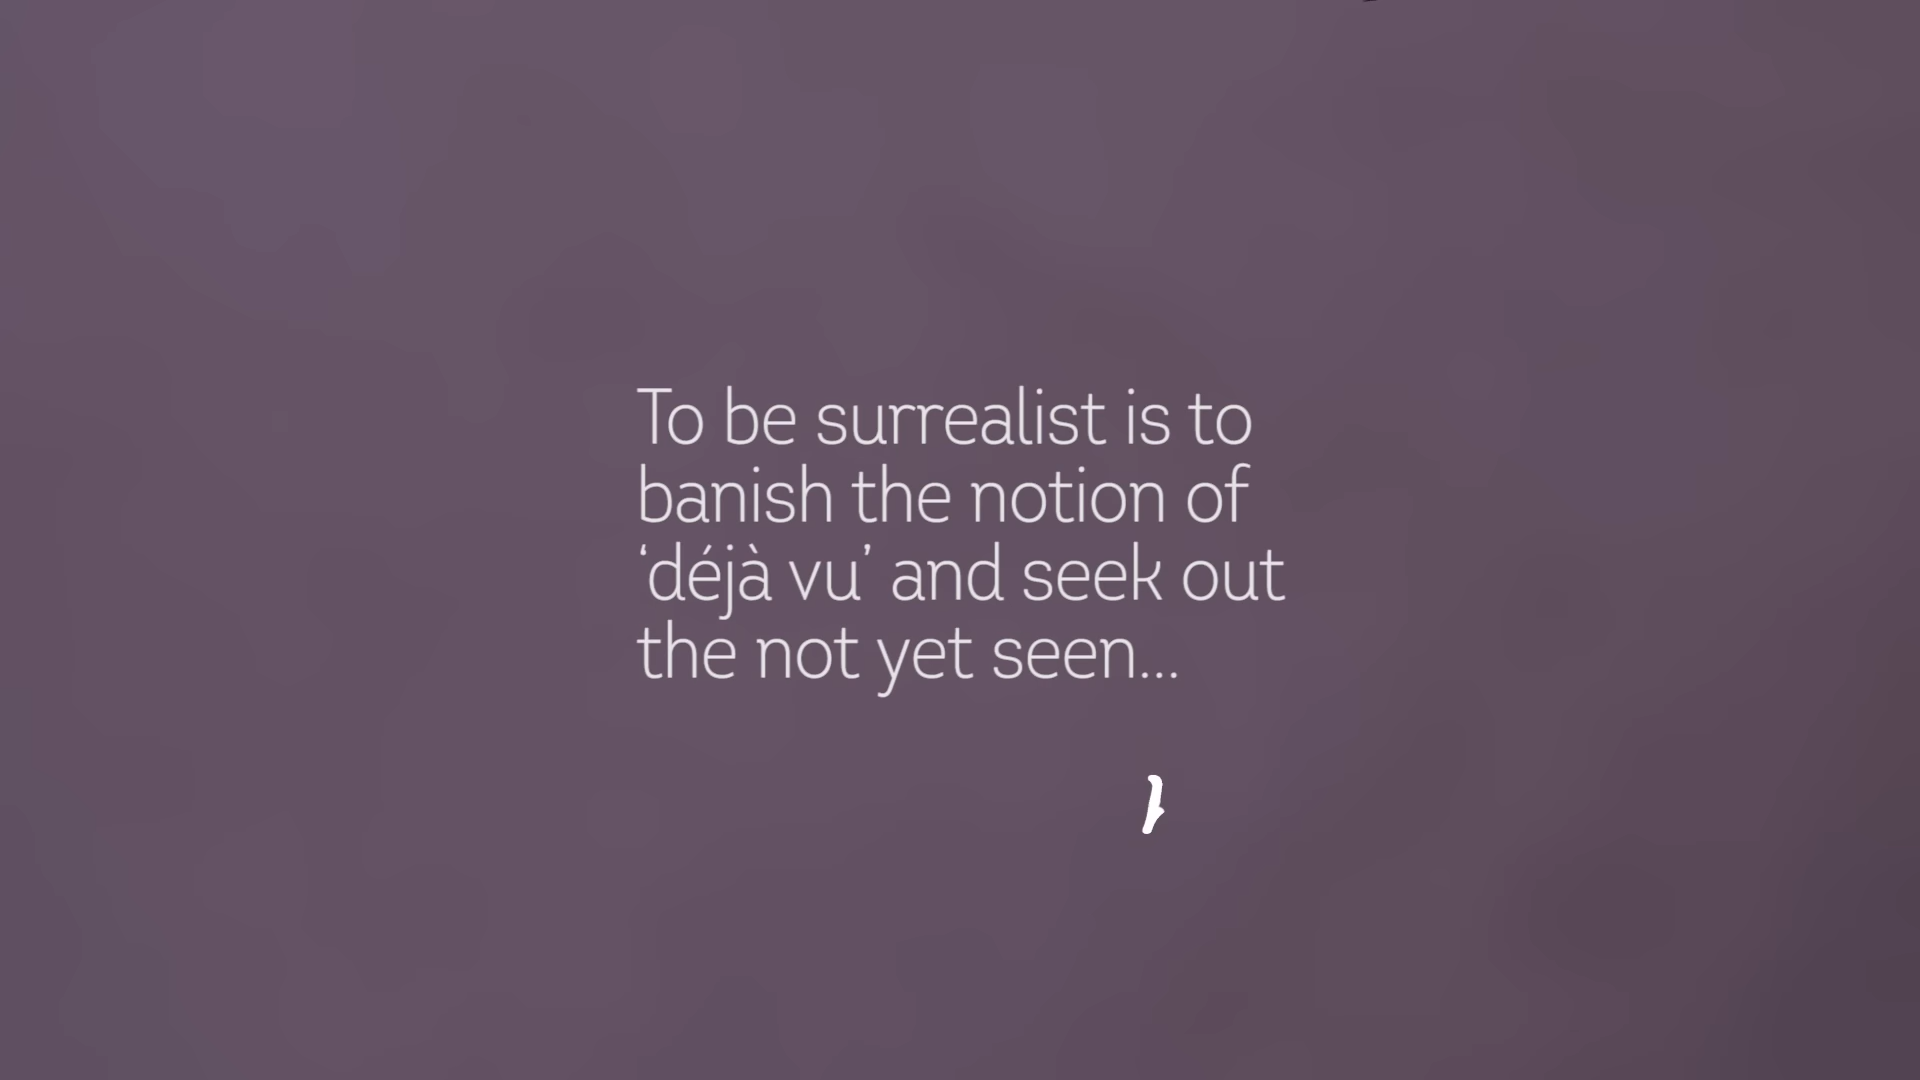 To be surrealist is to
banish the notion of
‘déjà vu’ and seek out
the not yet seen...